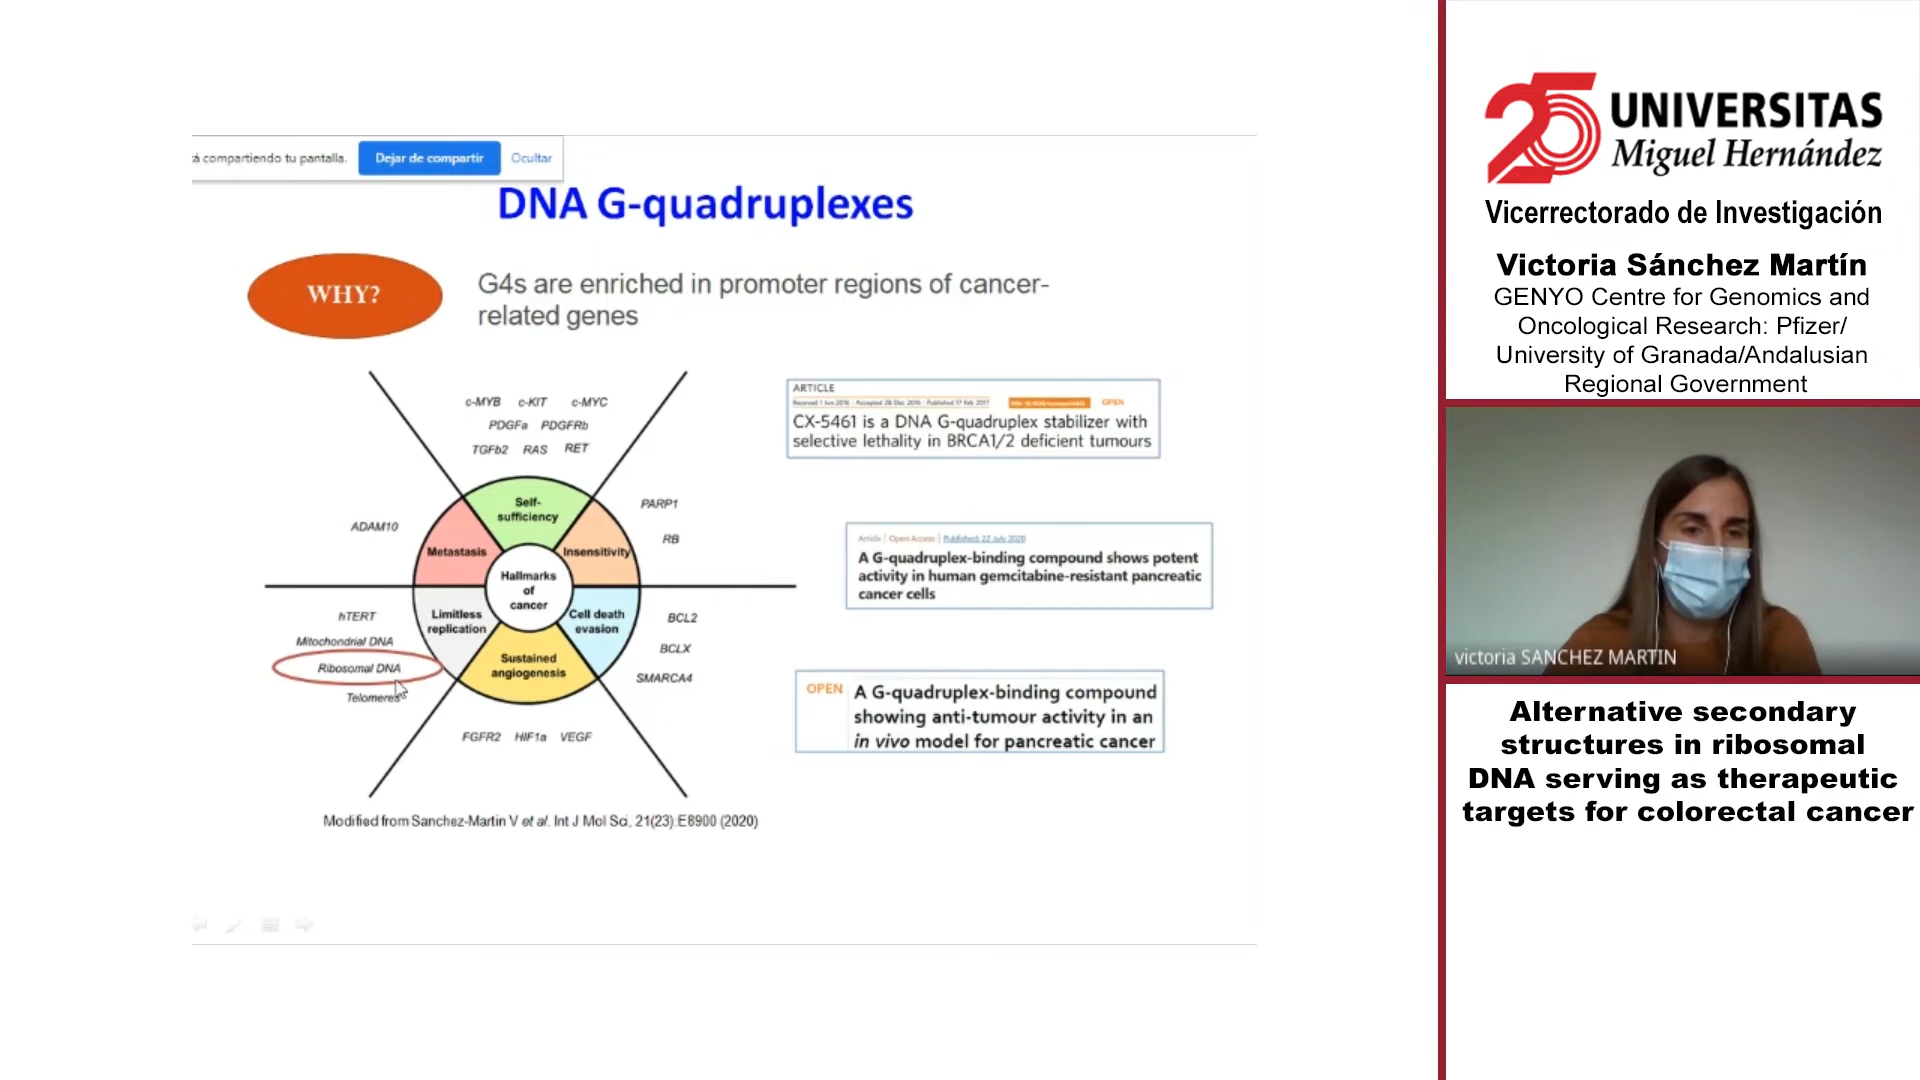 á compartiendo tu pantalla. Dejar de compartir Ocultar
DNA G-quadruplexes
WHY?
G4s are enriched in promoter regions of cancer-
related genes
c-MYB c-KIT c-MYC
PDGFa PDGFRb
TGFb2 RAS RET
PARP1
RB
ADAM10
Self-
sufficiency
Metastasis
Insensitivity
Hallmarks
of
cancer
Limitless
replication
Cell death
evasion
Sustained
angiogenesis
hTERT
Mitochondrial DNA
Ribosomal DNA
Telomeres
BCL2
BCLX
SMARCA4
FGFR2 HIF1a VEGF
Modified from Sanchez-Martin V et al. Int J Mol Sci, 21(23):E8900 (2020)
ARTICLE
Received 1 Jun 2016 | Accepted 28 Dec 2016 | Published 17 Feb 2017 OPEN
CX-5461 is a DNA G-quadruplex stabilizer with
selective lethality in BRCA1/2 deficient tumours
Article | Open Access | Published: 22 July 2020
A G-quadruplex-binding compound shows potent
activity in human gemcitabine-resistant pancreatic
cancer cells
OPEN
A G-quadruplex-binding compound
showing anti-tumour activity in an
in vivo model for pancreatic cancer
25 UNIVERSITAS
Miguel Hernández
Vicerrectorado de Investigación
Victoria Sánchez Martín
GENYO Centre for Genomics and
Oncological Research: Pfizer/
University of Granada/Andalusian
Regional Government
victoria SANCHEZ MARTIN
Alternative secondary
structures in ribosomal
DNA serving as therapeutic
targets for colorectal cancer